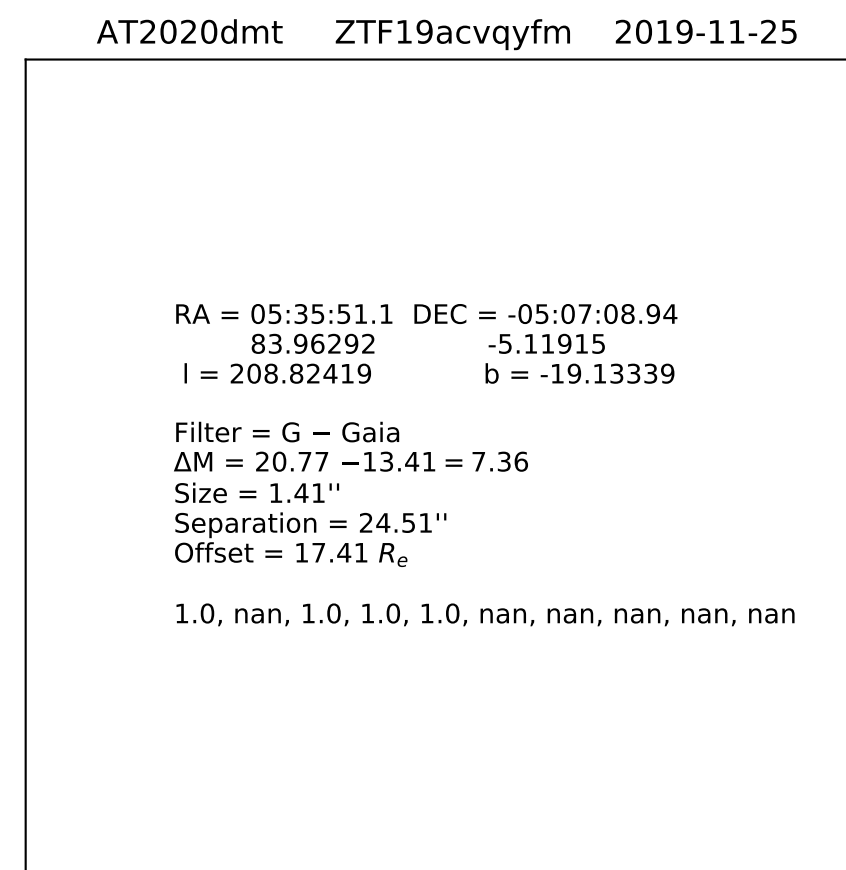 AT2020dmt ZTF19acvqyfm 2019-11-25
RA = 05:35:51.1 DEC = -05:07:08.94
83.96292 -5.11915
l = 208.82419 b = -19.13339
Filter = G − Gaia
ΔM = 20.77 −13.41 = 7.36
Size = 1.41''
Separation = 24.51''
Offset = 17.41 Re
1.0, nan, 1.0, 1.0, 1.0, nan, nan, nan, nan, nan